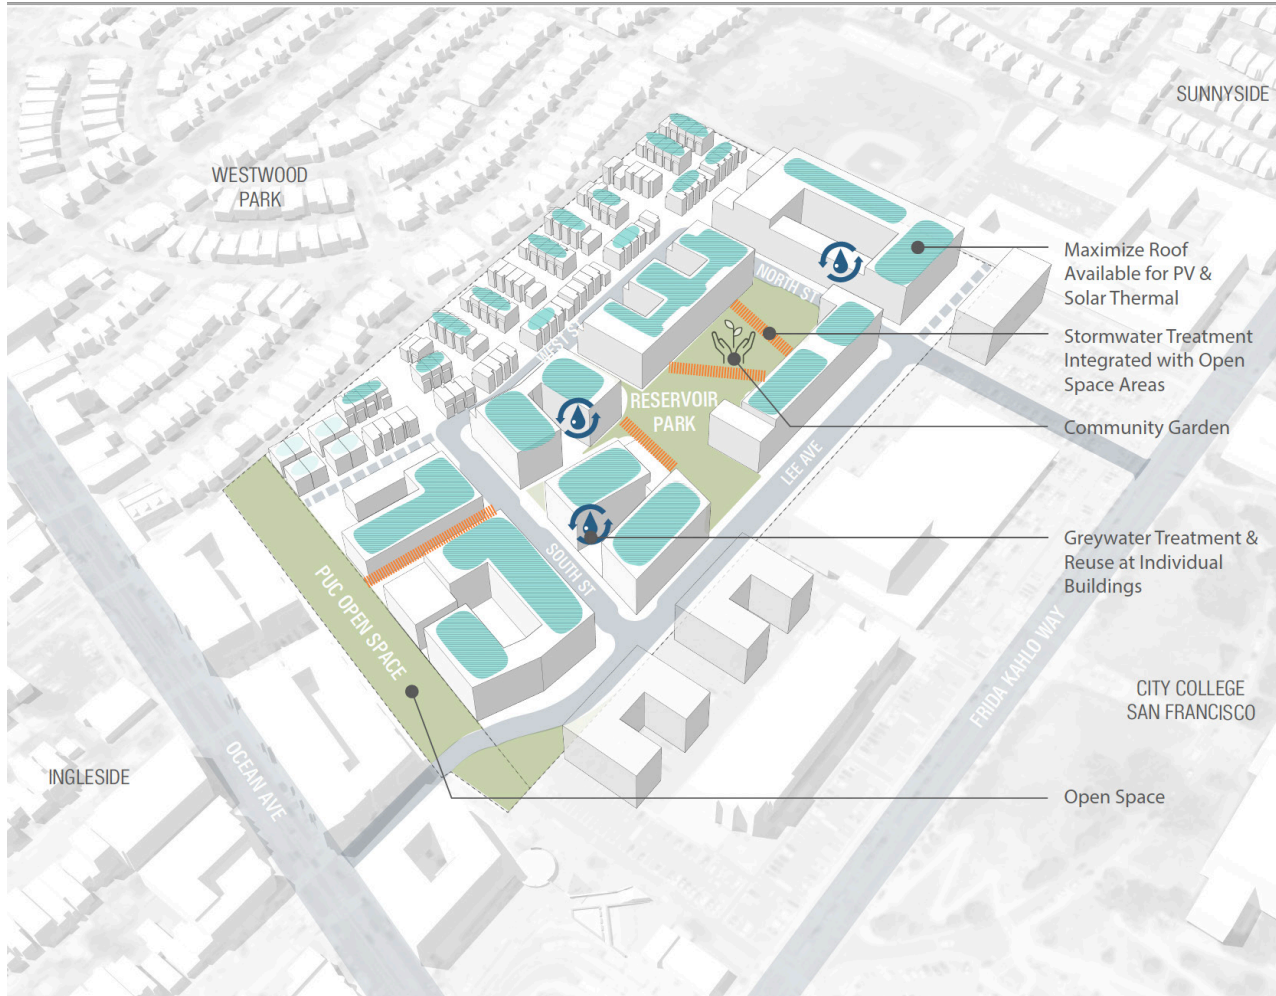 SUNNYSIDE
WESTWOOD
PARK
Maximize Roof
Available for PV &
Solar Thermal
NORTH ST
Stormwater Treatment
Integrated with Open
Space Areas
WEST ST
RESERVOIR
PARK
Community Garden
LEE AVE
Greywater Treatment &
Reuse at Individual
Buildings
SOUTH ST
PUC OPEN SPACE
FRIDA KAHLO WAY
CITY COLLEGE
SAN FRANCISCO
INGLESIDE
OCEAN AVE
Open Space